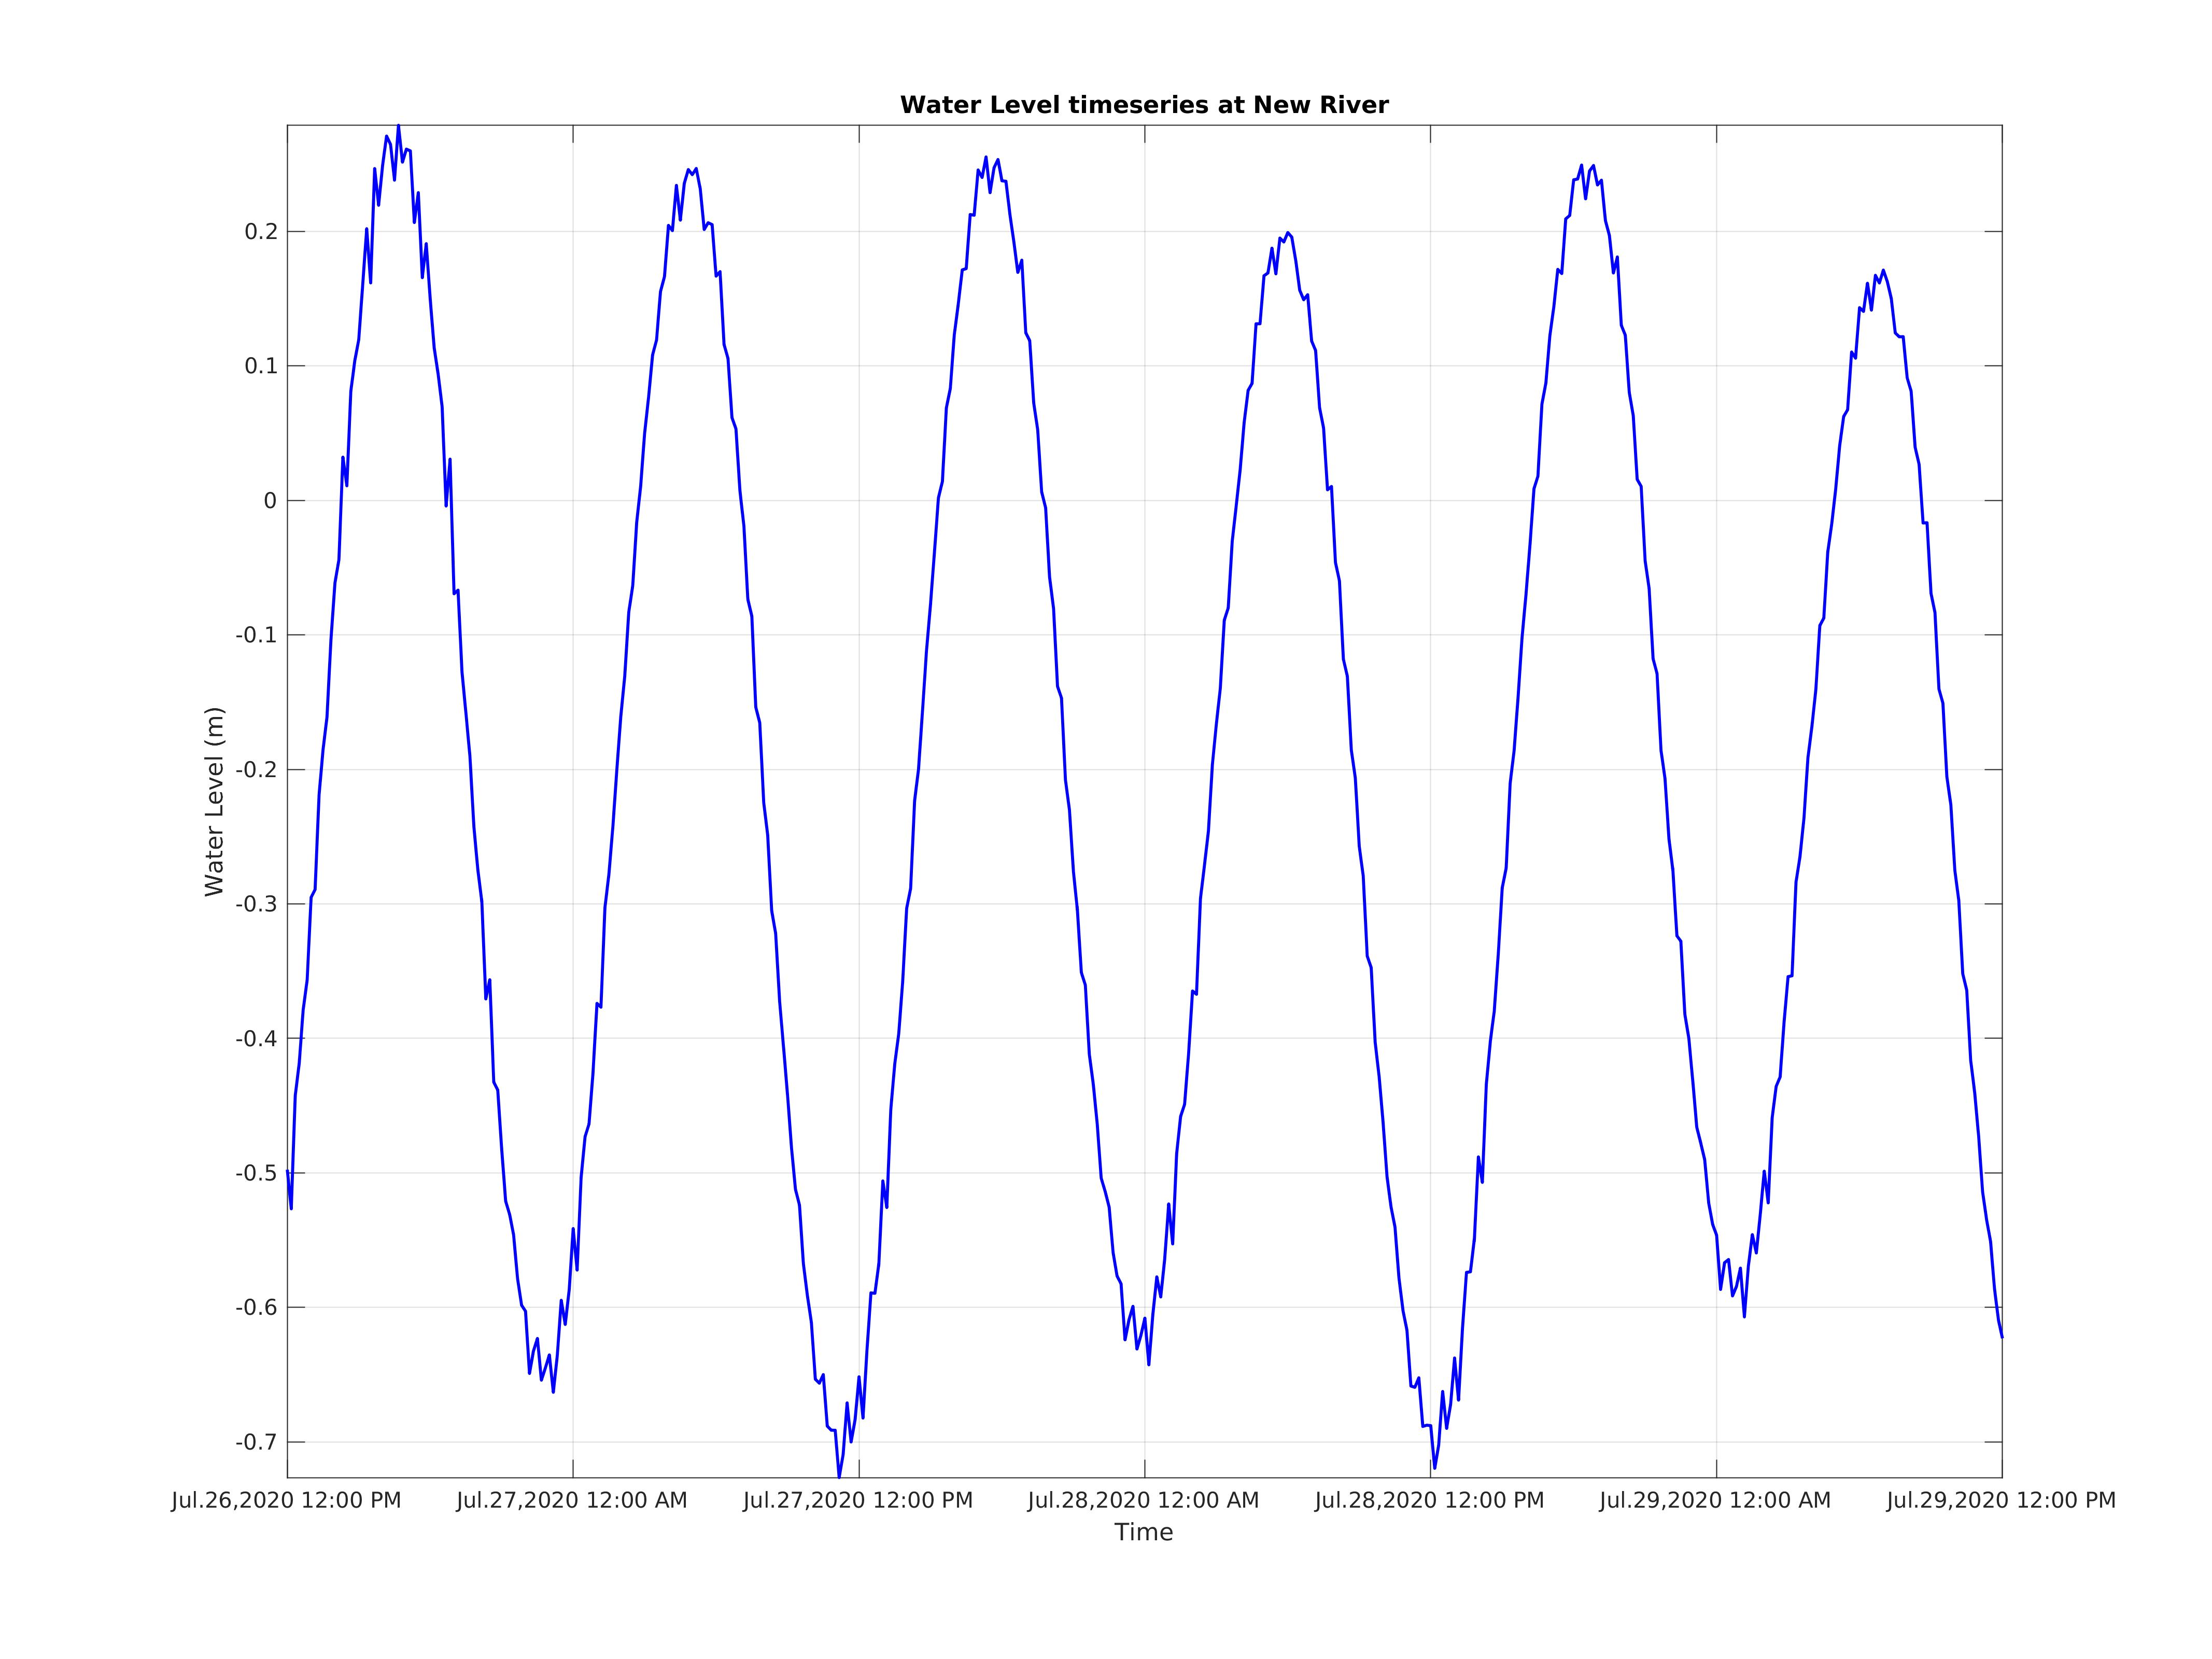 Water Level timeseries at New River
0.2
0.1
0
-0.1
-0.2
-0.3
-0.4
-0.5
-0.6
-0.7
Water Level (m)
Jul.26,2020 12:00 PM
Jul.27,2020 12:00 AM
Jul.27,2020 12:00 PM
Jul.28,2020 12:00 AM
Jul.28,2020 12:00 PM
Jul.29,2020 12:00 AM
Jul.29,2020 12:00 PM
Time